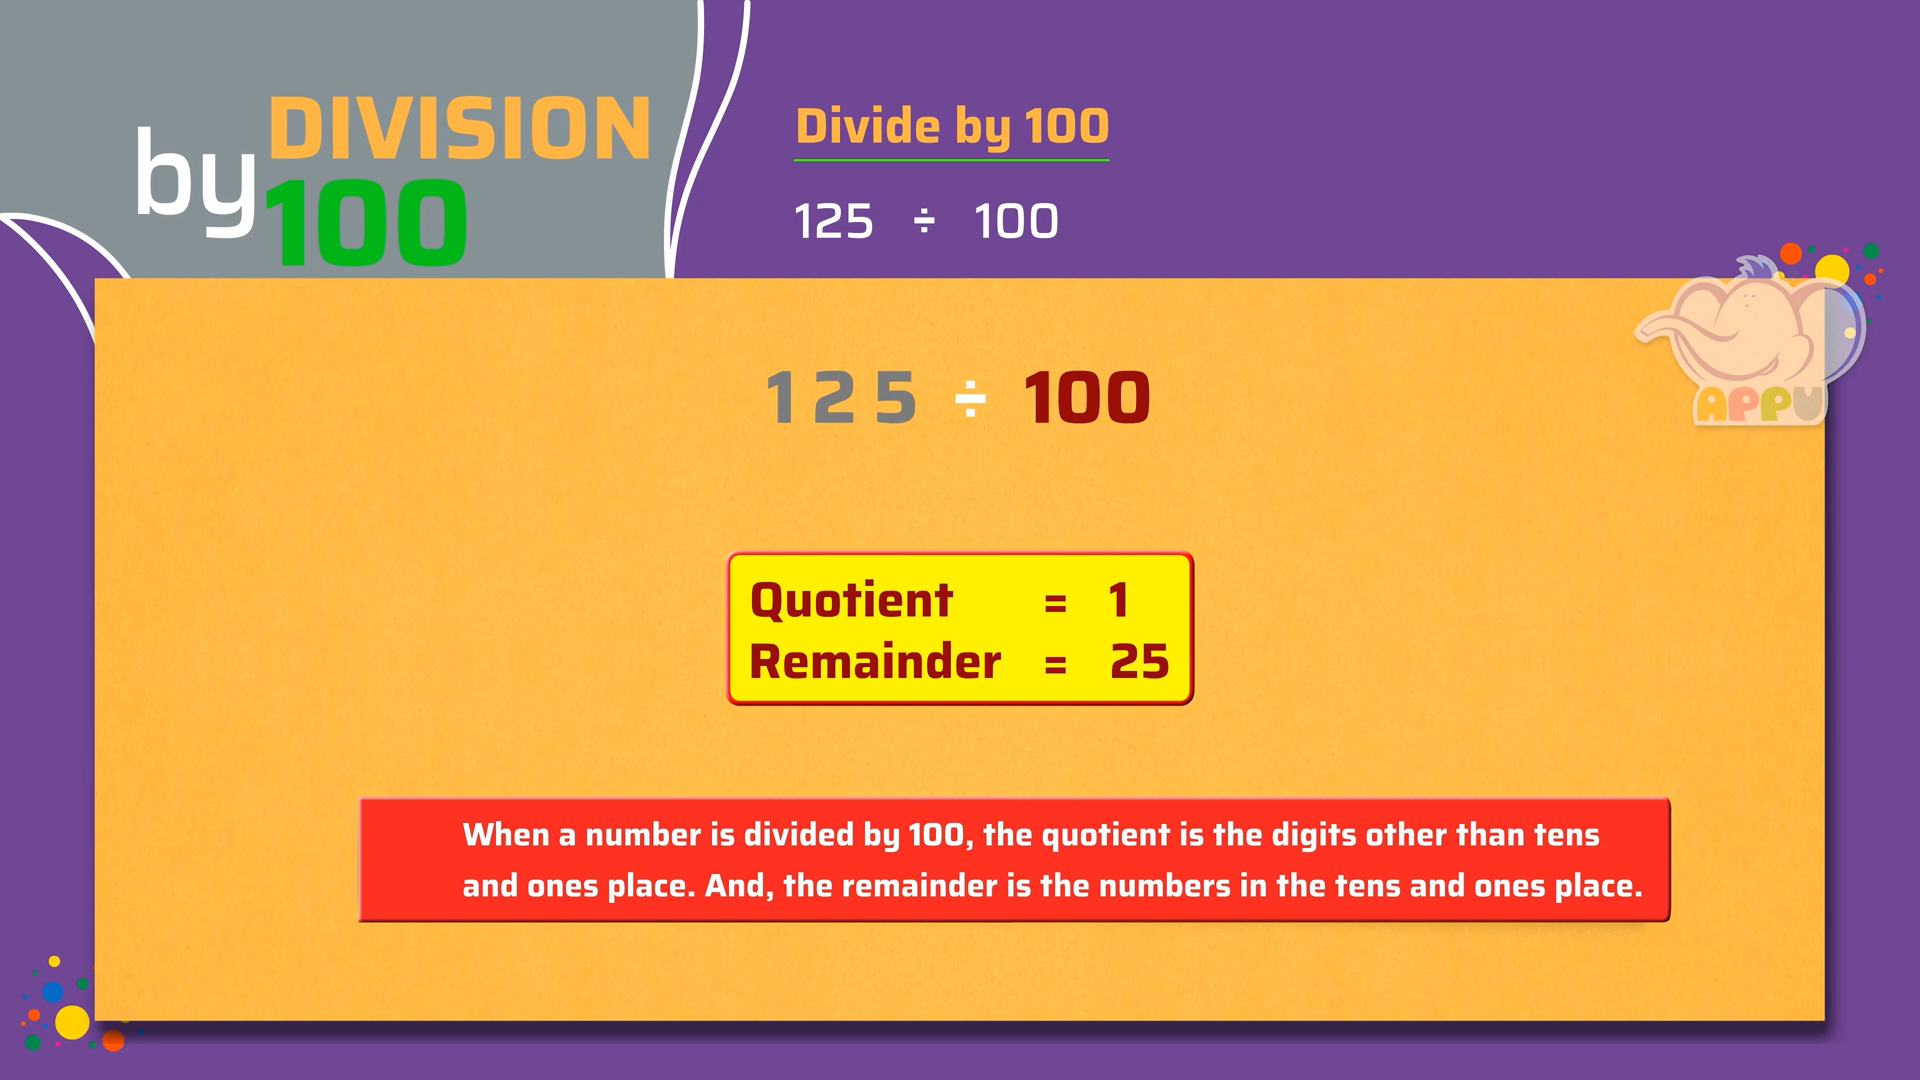 by DIVISION
100
Divide by 100
125 ÷ 100
125 ÷ 100
APPU
Quotient = 1
Remainder = 25
When a number is divided by 100, the quotient is the digits other than tens
and ones place. And, the remainder is the numbers in the tens and ones place.